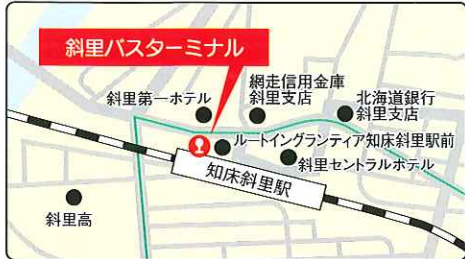 斜里バスターミナル
斜里第一ホテル
網走信用金庫
斜里支店
北海道銀行
斜里支店
ルートイングランティア知床斜里駅前
斜里セントラルホテル
知床斜里駅
斜里高